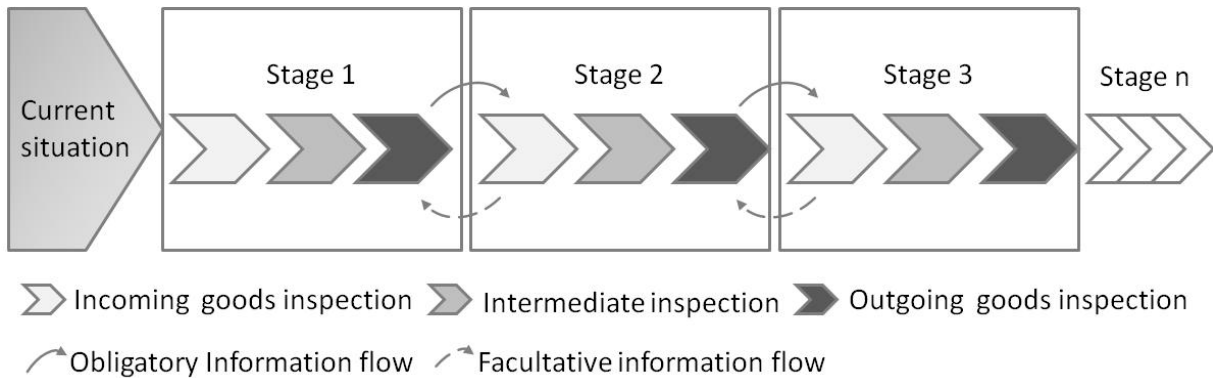 Current
situation
Stage 1
Stage 2
Stage 3
Stage n
Incoming goods inspection
Intermediate inspection
Outgoing goods inspection
Obligatory Information flow
Facultative information flow